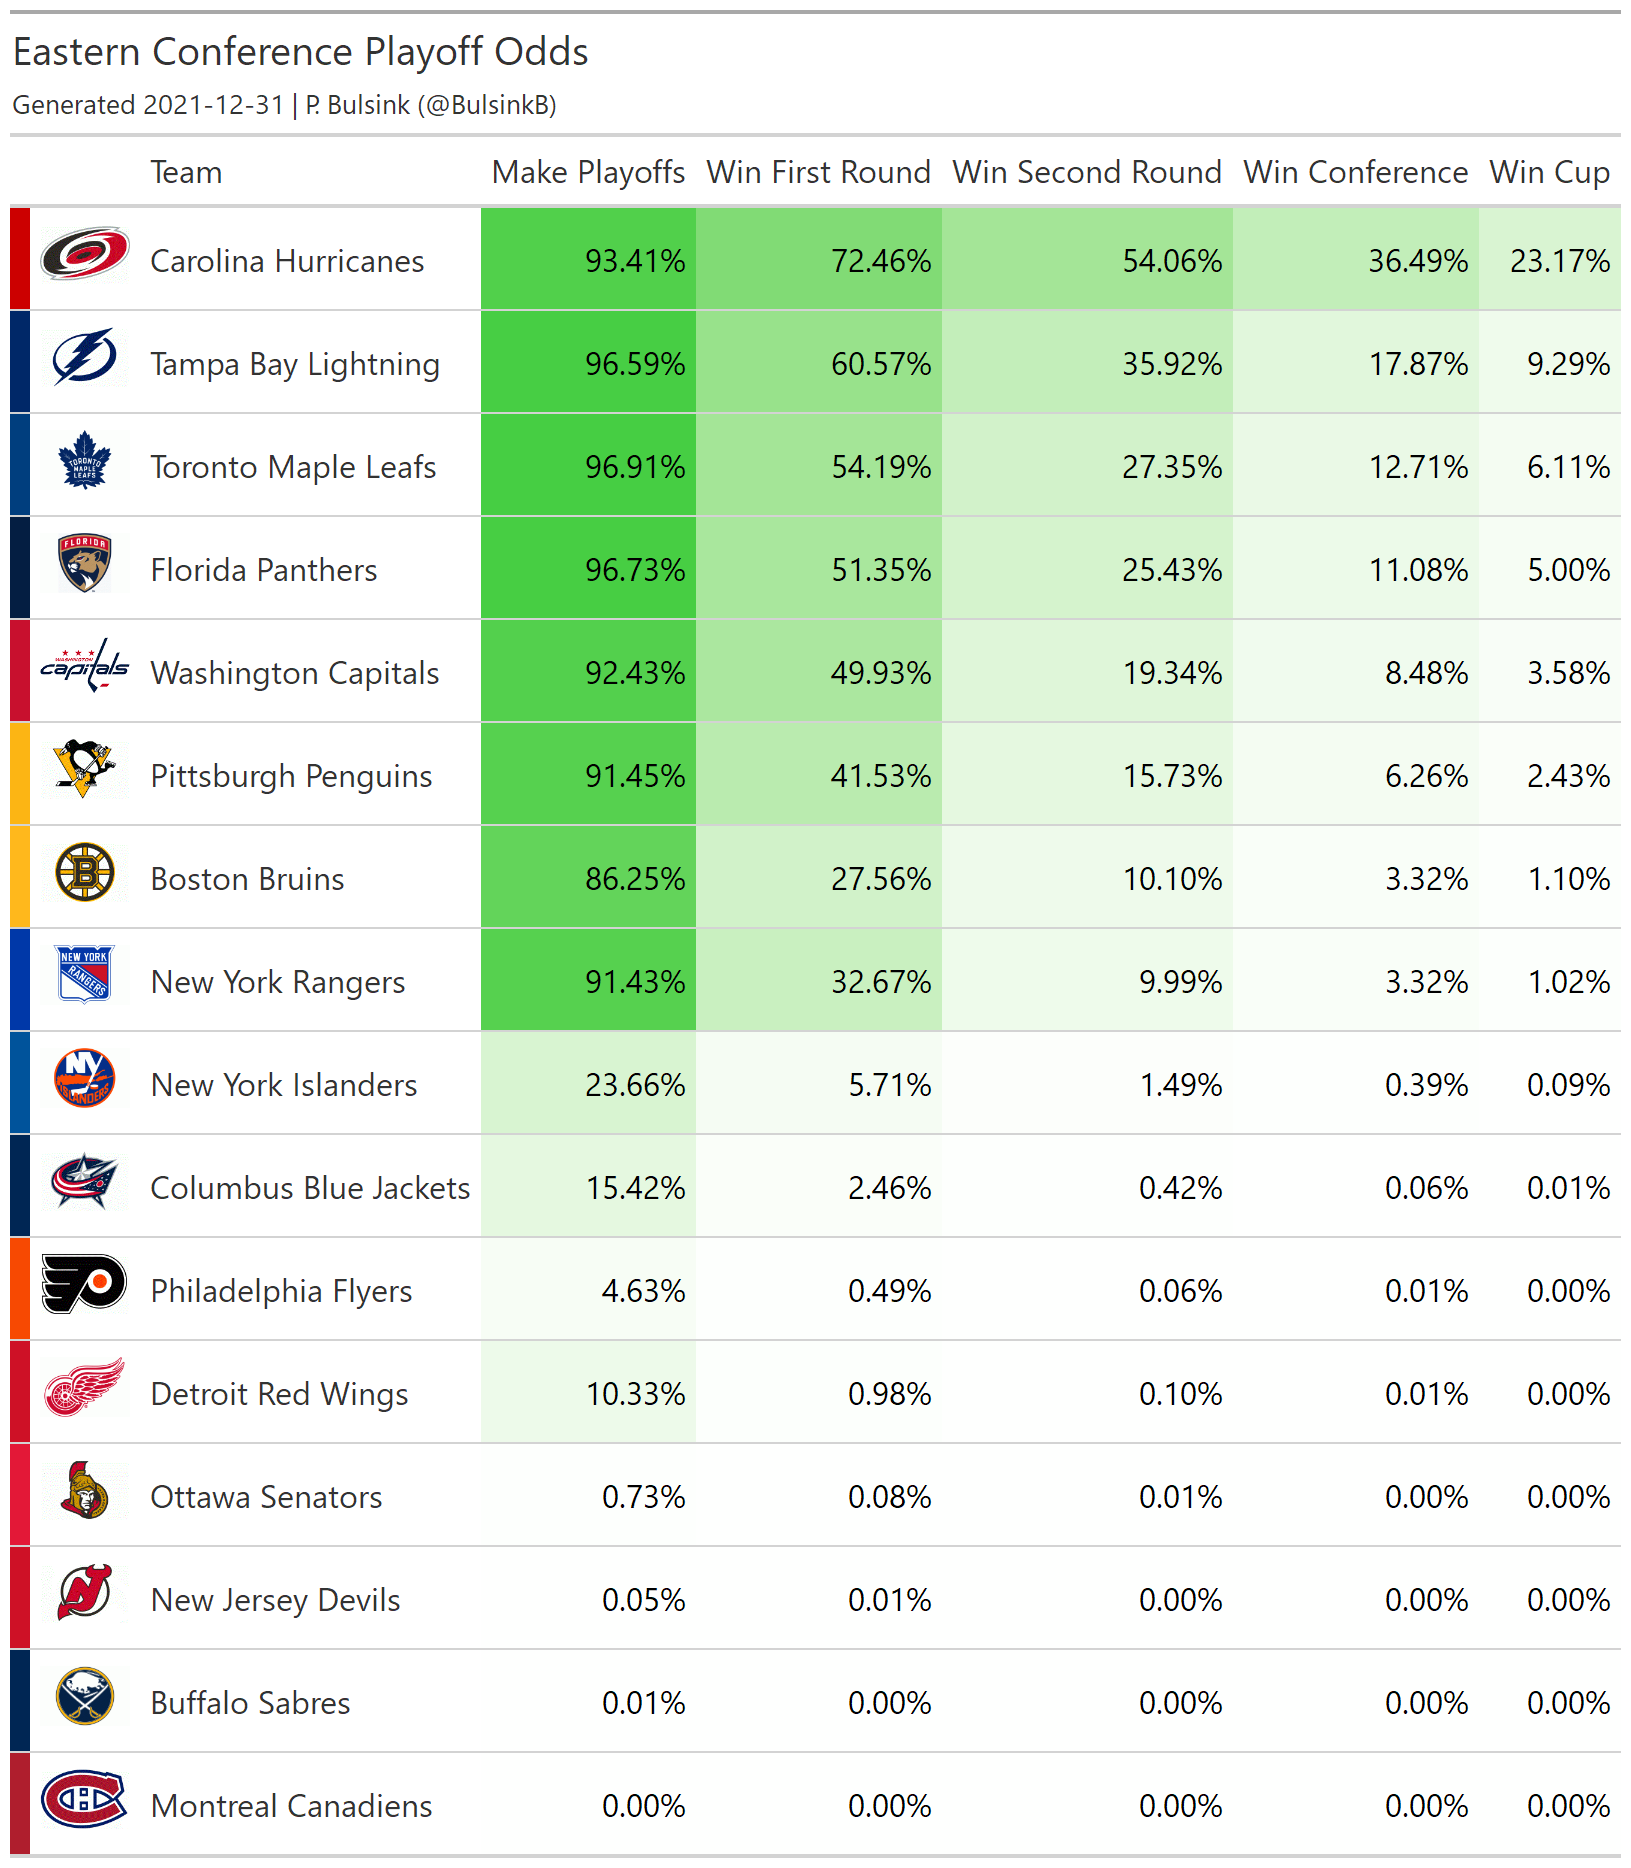 Eastern Conference Playoff Odds
Generated 2021-12-31 | P. Bulsink (@BulsinkB)
Team Make Playoffs Win First Round Win Second Round Win Conference Win Cup
Carolina Hurricanes 93.41% 72.46% 54.06% 36.49% 23.17%
Tampa Bay Lightning 96.59% 60.57% 35.92% 17.87% 9.29%
TORONTO MAPLE LEAFS Toronto Maple Leafs 96.91% 54.19% 27.35% 12.71% 6.11%
FLORIDA Florida Panthers 96.73% 51.35% 25.43% 11.08% 5.00%
WASHINGTON capitals Washington Capitals 92.43% 49.93% 19.34% 8.48% 3.58%
Pittsburgh Penguins 91.45% 41.53% 15.73% 6.26% 2.43%
B Boston Bruins 86.25% 27.56% 10.10% 3.32% 1.10%
NEW YORK RANGERS New York Rangers 91.43% 32.67% 9.99% 3.32% 1.02%
NY ISLANDERS New York Islanders 23.66% 5.71% 1.49% 0.39% 0.09%
Columbus Blue Jackets 15.42% 2.46% 0.42% 0.06% 0.01%
Philadelphia Flyers 4.63% 0.49% 0.06% 0.01% 0.00%
Detroit Red Wings 10.33% 0.98% 0.10% 0.01% 0.00%
Ottawa Senators 0.73% 0.08% 0.01% 0.00% 0.00%
New Jersey Devils 0.05% 0.01% 0.00% 0.00% 0.00%
Buffalo Sabres 0.01% 0.00% 0.00% 0.00% 0.00%
Montreal Canadiens 0.00% 0.00% 0.00% 0.00% 0.00%